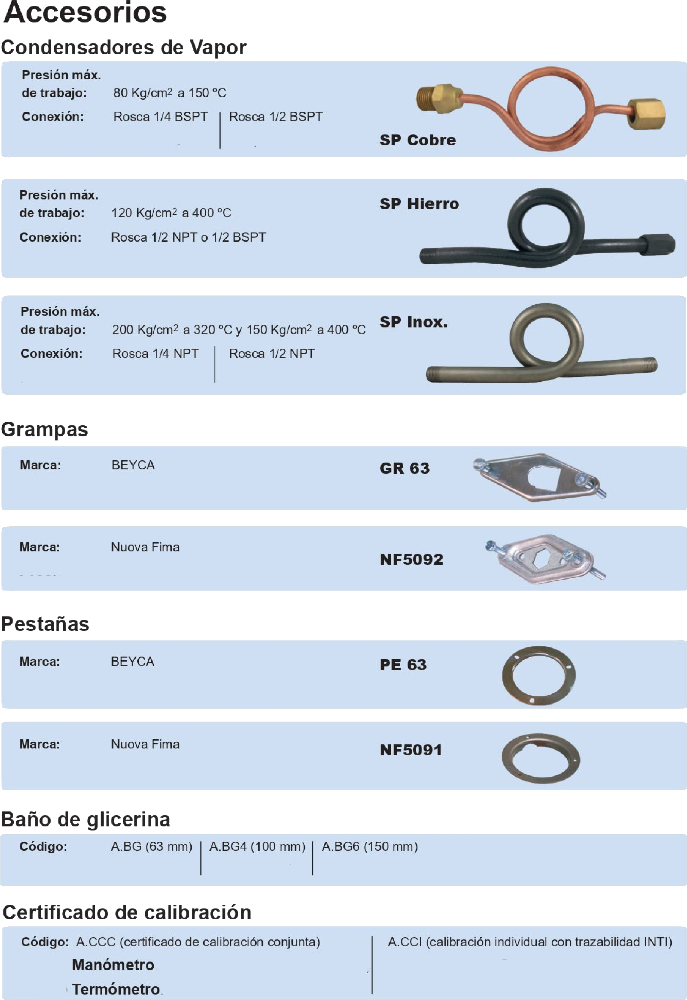 Accesorios
Condensadores de Vapor
Presión máx.
de trabajo: 80 Kg/cm2 a 150 ºC
Conexión: Rosca 1/4 BSPT Rosca 1/2 BSPT
SP Cobre
Presión máx.
de trabajo: 120 Kg/cm2 a 400 ºC
Conexión: Rosca 1/2 NPT o 1/2 BSPT
SP Hierro
Presión máx.
de trabajo: 200 Kg/cm2 a 320 ºC y 150 Kg/cm2 a 400 ºC
Conexión: Rosca 1/4 NPT Rosca 1/2 NPT
SP Inox.
Grampas
Marca: BEYCA
GR 63
Marca: Nuova Fima
NF5092
Pestañas
Marca: BEYCA
PE 63
Marca: Nuova Fima
NF5091
Baño de glicerina
Código: A.BG (63 mm) A.BG4 (100 mm) A.BG6 (150 mm)
Certificado de calibración
Código: A.CCC (certificado de calibración conjunta) A.CCI (calibración individual con trazabilidad INTI)
Manómetro
Termómetro